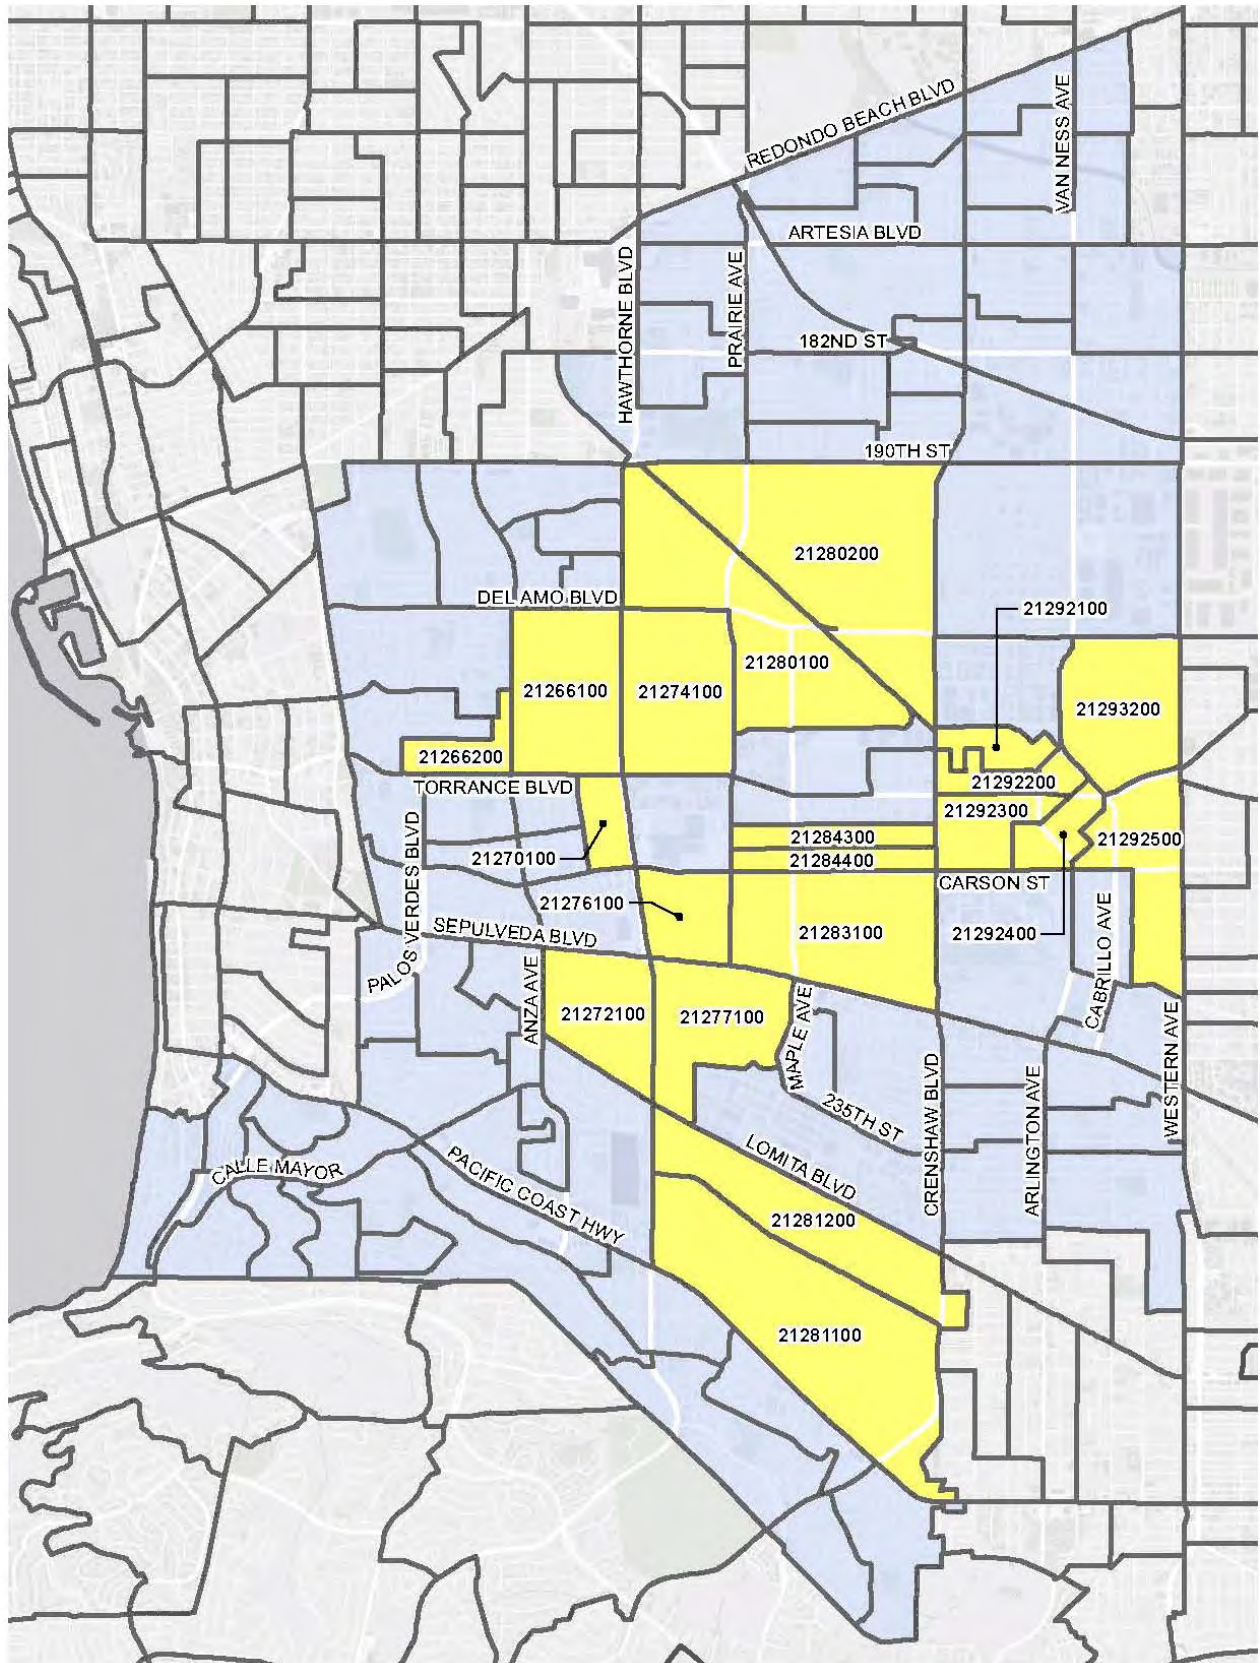 REDONDO BEACH BLVD
VAN NESS AVE
ARTESIA BLVD
HAWTHORNE BLVD
PRAIRIE AVE
182ND ST
190TH ST
21280200
DEL AMO BLVD
21292100
21280100
21266100
21274100
21293200
21266200
TORRANCE BLVD
21292200
21292300
21284300
21292500
21270100
21284400
CARSON ST
PALOS VERDES BLVD
21276100
SEPULVEDA BLVD
21283100
21292400
CABRILLO AVE
ANZA AVE
21272100
21277100
MAPLE AVE
WESTERN AVE
235TH ST
CRENSHAW BLVD
ARLINGTON AVE
LOMITA BLVD
CALLE MAYOR
PACIFIC COAST HWY
21281200
21281100